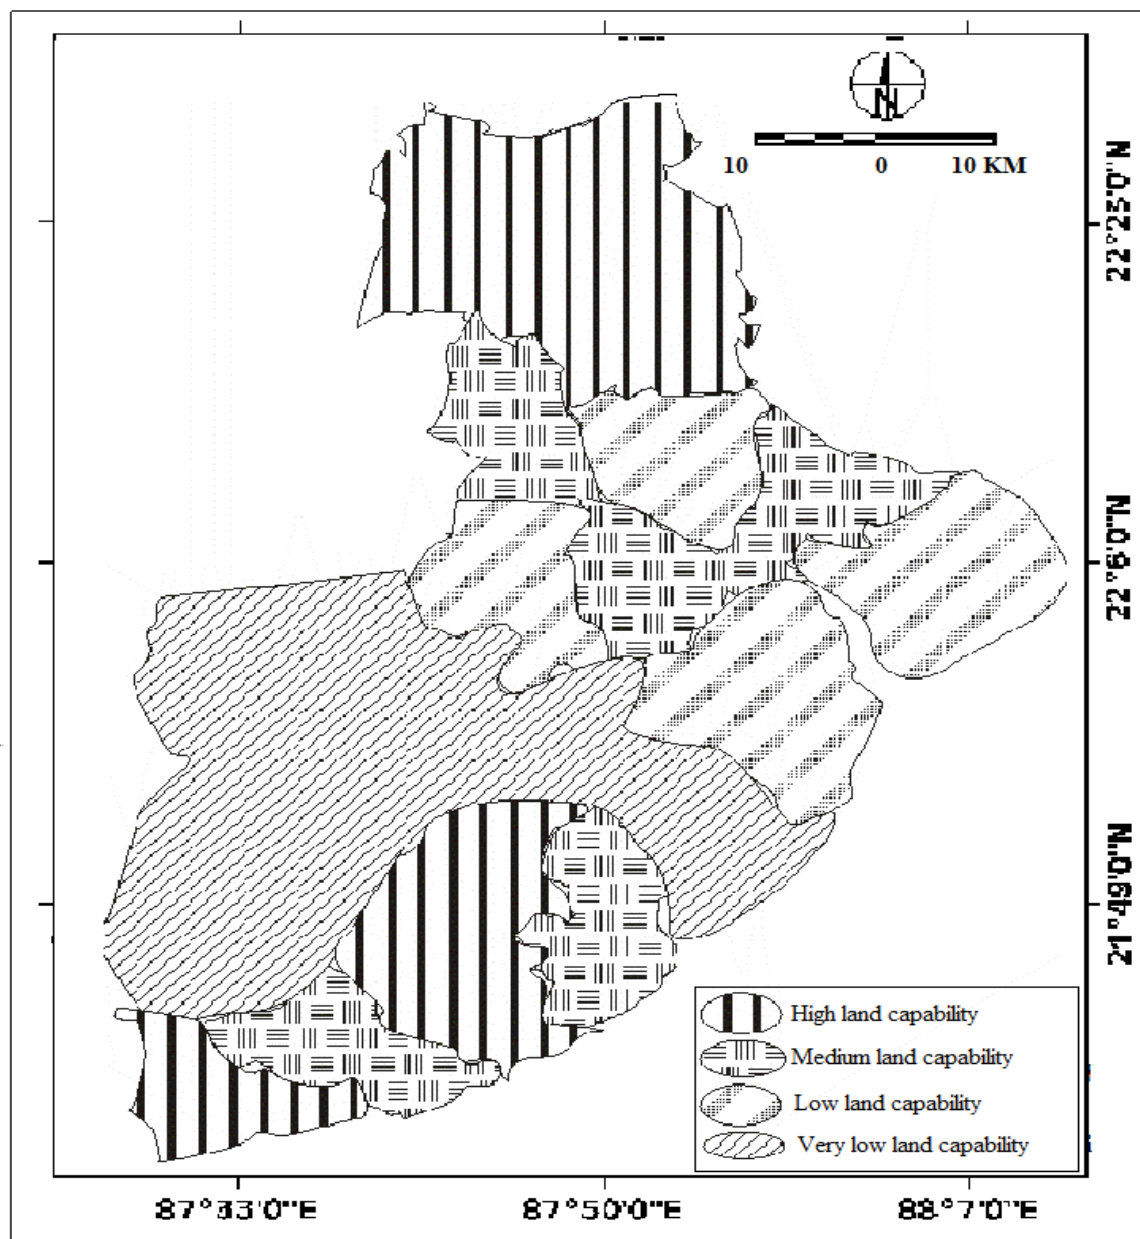 N
10 0 10 KM
22°25'0"N
22°6'0"N
21°49'0"N
High land capability
Medium land capability
Low land capability
Very low land capability
87°33'0"E 87°50'0"E 88°7'0"E